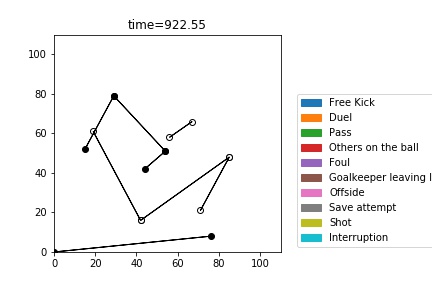 time=922.55
100
80
60
40
20
0
0 20 40 60 80 100
Free Kick
Duel
Pass
Others on the ball
Foul
Goalkeeper leaving l
Offside
Save attempt
Shot
Interruption